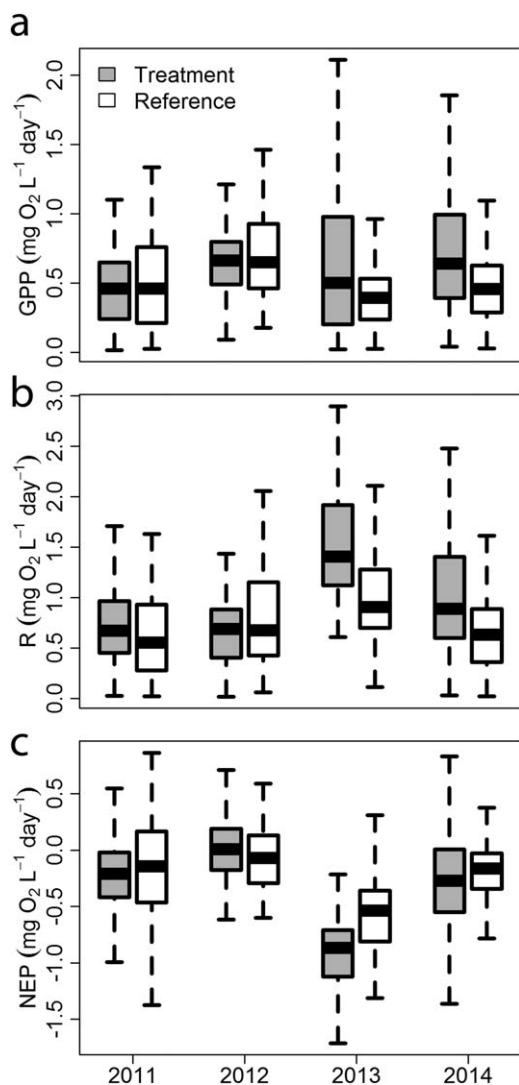 a
GPP (mg O₂ L⁻¹ day⁻¹)
2.0
1.5
1.0
0.5
0.0
Treatment
Reference
b
R (mg O₂ L⁻¹ day⁻¹)
3.0
2.5
2.0
1.5
1.0
0.5
0.0
c
NEP (mg O₂ L⁻¹ day⁻¹)
0.5
0.0
-0.5
-1.0
-1.5
2011 2012 2013 2014